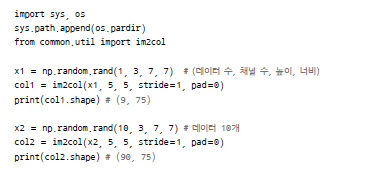 import sys, os
sys.path.append(os.pardir)
from common.util import im2col
x1 = np.random.rand(1, 3, 7, 7) # (데이터 수, 채널 수, 높이, 너비)
col1 = im2col(x1, 5, 5, stride=1, pad=0)
print(col1.shape) # (9, 75)
x2 = np.random.rand(10, 3, 7, 7) # 데이터 10개
col2 = im2col(x2, 5, 5, stride=1, pad=0)
print(col2.shape) # (90, 75)